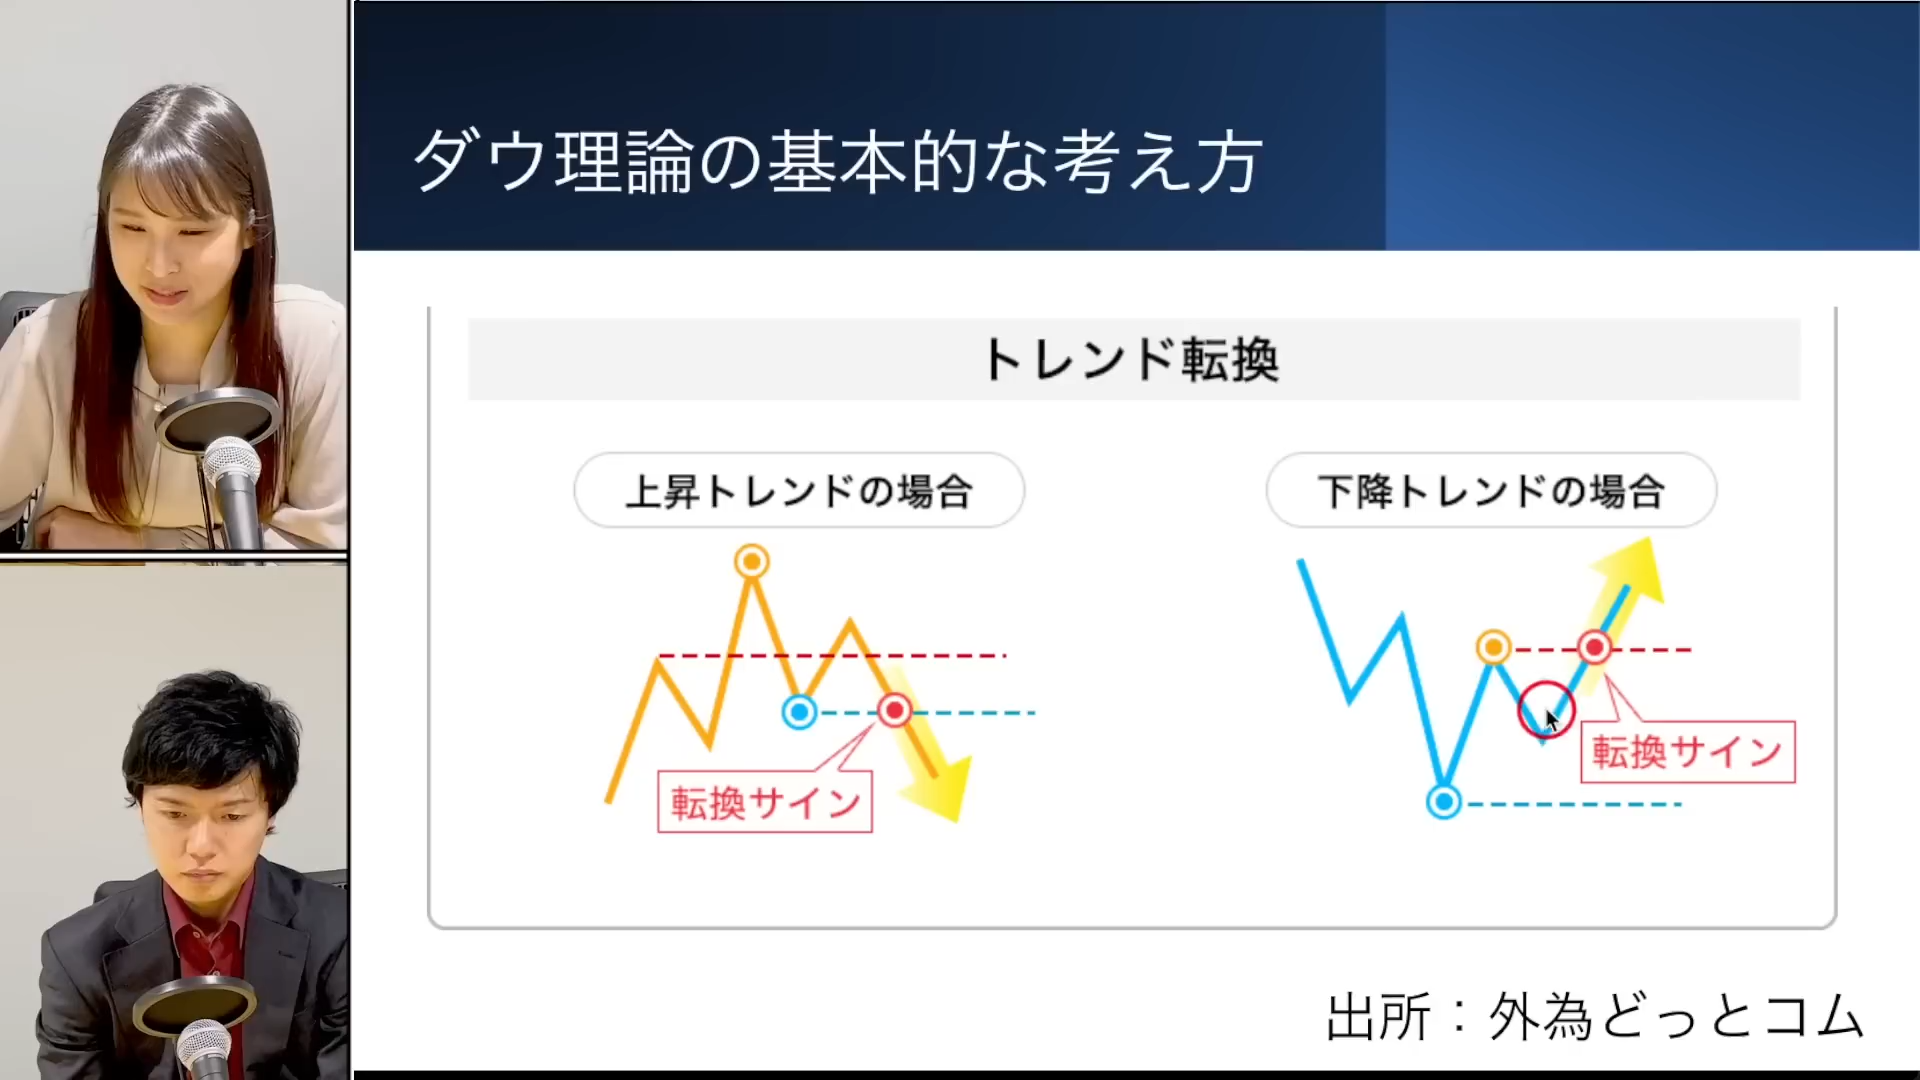 ダウ理論の基本的な考え方
トレンド転換
上昇トレンドの場合
下降トレンドの場合
転換サイン
転換サイン
出所：外為どっとコム